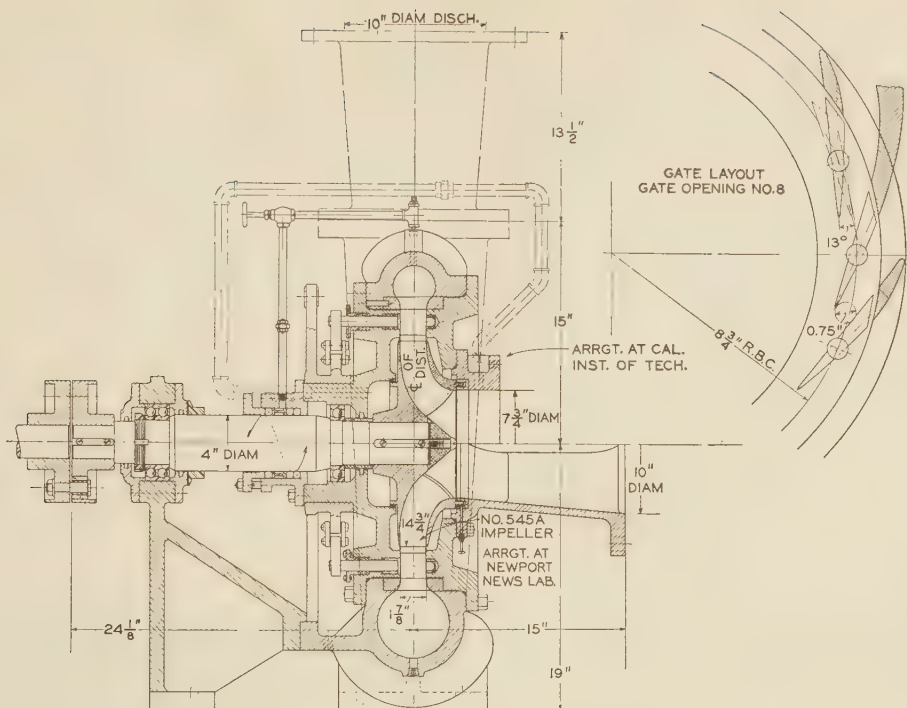 10" DIAM DISCH.
13 1/2"
GATE LAYOUT
GATE OPENING NO.8
13°
0.75"
8 3/4" R.B.C.
15"
ARRGT. AT CAL.
INST. OF TECH.
℄ OF
DIST.
7 3/4" DIAM
4" DIAM
10"
DIAM
14 3/4"
NO. 545A
IMPELLER
ARRGT. AT
NEWPORT
NEWS LAB.
1 7/8"
24 1/8"
15"
19"